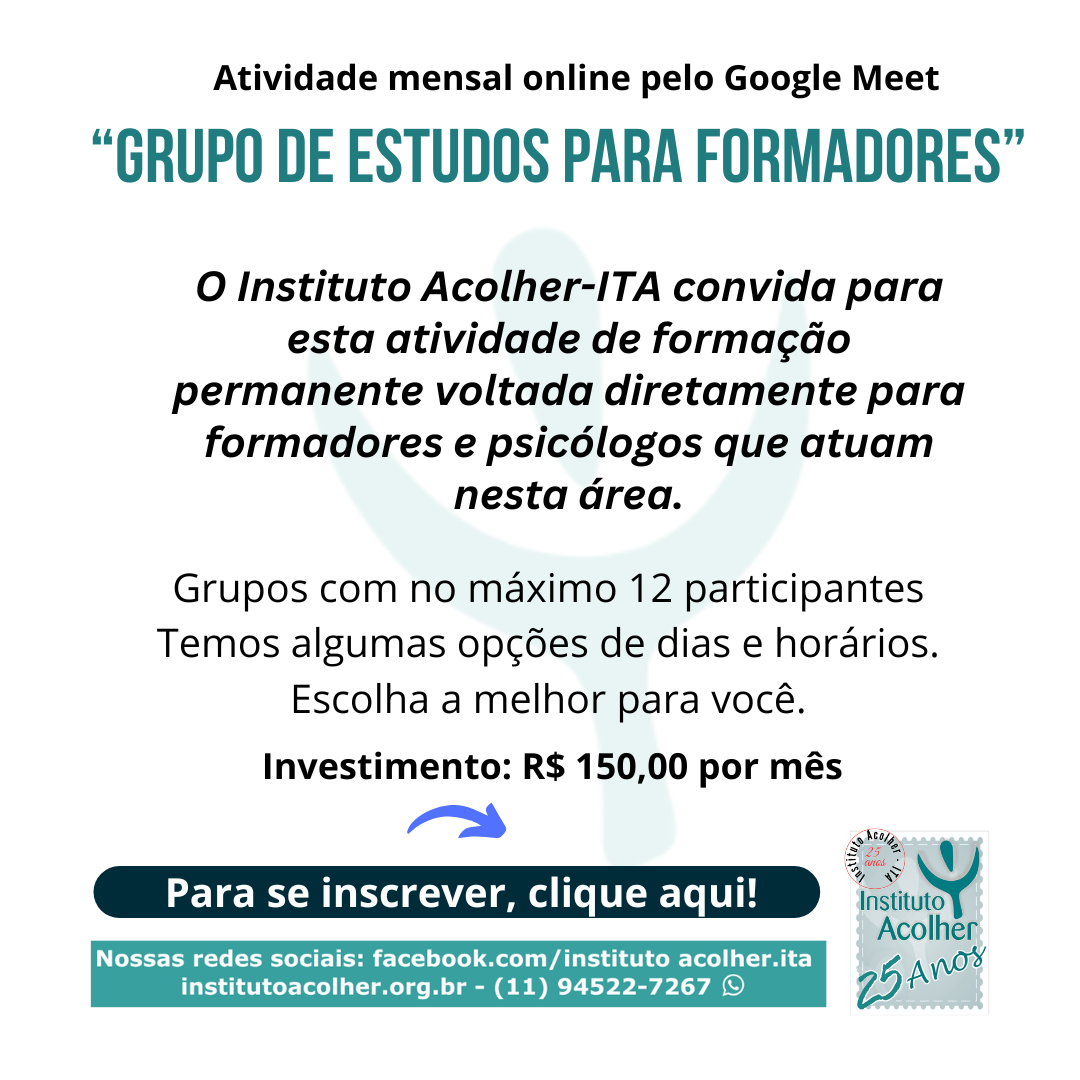 Atividade mensal online pelo Google Meet
“GRUPO DE ESTUDOS PARA FORMADORES”
O Instituto Acolher-ITA convida para
esta atividade de formação
permanente voltada diretamente para
formadores e psicólogos que atuam
nesta área.
Grupos com no máximo 12 participantes
Temos algumas opções de dias e horários.
Escolha a melhor para você.
Investimento: R$ 150,00 por mês
Para se inscrever, clique aqui!
Nossas redes sociais: facebook.com/instituto acolher.ita
institutoacolher.org.br - (11) 94522-7267
Instituto Acolher · ITA
25
anos
Instituto
Acolher
25 Anos